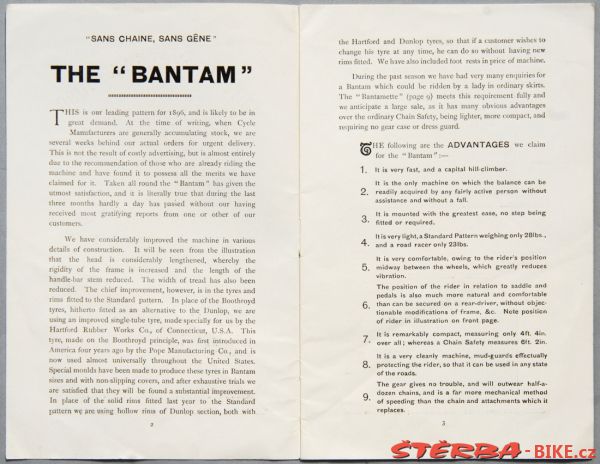 "SANS CHAINE, SANS GÊNE"
THE "BANTAM"
THIS is our leading pattern for 1896, and is likely to be in
great demand. At the time of writing, when Cycle
Manufacturers are generally accumulating stock, we are
several weeks behind our actual orders for urgent delivery.
This is not the result of costly advertising, but is almost entirely
due to the recommendation of those who are already riding the
machine and have found it to possess all the merits we have
claimed for it. Taken all round the "Bantam" has given the
utmost satisfaction, and it is literally true that during the last
three months hardly a day has passed without our having
received most gratifying reports from one or other of our
customers.
We have considerably improved the machine in various
details of construction. It will be seen from the illustration
that the head is considerably lengthened, whereby the
rigidity of the frame is increased and the length of the
handle-bar stem reduced. The width of tread has also been
reduced. The chief improvement, however, is in the tyres and
rims fitted to the Standard pattern. In place of Boothroyd
tyres, hitherto fitted as an alternative to the Dunlop, we are
using an improved single-tube tyre, made specially for us by the
Hartford Rubber Works Co., of Connecticut, U.S.A. This
tyre, made on the Boothroyd principle, was first introduced in
America four years ago by the Pope Manufacturing Co., and is
now used almost universally throughout the United States.
Special molds have been made to produce these tyres in Bantam
sizes and with non-slipping covers, and after exhaustive trials we
are satisfied that they will be found a substantial improvement.
In place of the solid rims fitted last year to the Standard
pattern we are using hollow rims of Dunlop section, both with
2
the Hartford and Dunlop tyres, so that if a customer wishes to
change his tyre at any time, he can do so without having new
rims fitted. We have also included foot rests in price of machine.
During the past season we have had very many enquiries for
a Bantam which could be ridden by a lady in ordinary skirts.
The "Bantamette" (page 9) meets this requirement fully and
we anticipate a large sale, as it has many obvious advantages
over the ordinary Chain Safety, being lighter, more compact, and
requiring no gear case or dress guard.
THE following are the ADVANTAGES we claim
for the "Bantam":—
1. It is very fast, and a capital hill-climber.
2. It is the only machine on which the balance can be
readily acquired by any fairly active person without
assistance and without a fall.
3. It is mounted with the greatest ease, no step being
fitted or required.
4. It is very light, a Standard Pattern weighing only 28lbs.,
and a road racer only 23lbs.
5. It is very comfortable, owing to the rider's position
midway between the wheels, which greatly reduces
vibration.
6. The position of the rider in relation to saddle and
pedals is also much more natural and comfortable
than can be secured on a rear-driver, without objec-
tionable modifications of frame, &c. Note position
of rider in illustration on front page.
7. It is remarkably compact, measuring only 4ft. 4in.
over all; whereas a Chain Safety measures 6ft. 2in.
8. It is a very cleanly machine, mud-guards effectually
protecting the rider, so that it can be used in any state
of the roads.
9. The gear gives no trouble, and will outwear half-a-
dozen chains, and is a far more mechanical method
of speeding than the chain and attachments which it
replaces.
3
ŠTĚRBA-BIKE.cz